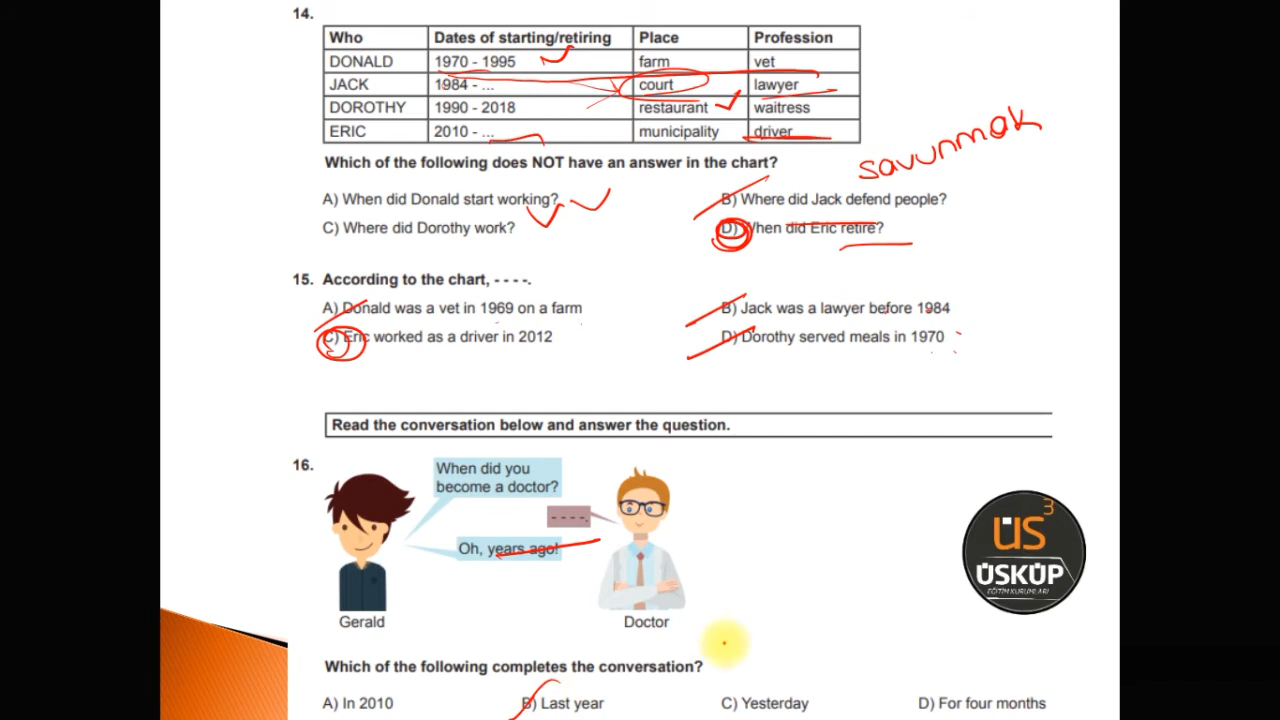 14.
Who Dates of starting/retiring Place Profession
DONALD 1970 - 1995 farm vet
JACK 1984 - ... court lawyer
DOROTHY 1990 - 2018 restaurant waitress
ERIC 2010 - ... municipality driver
savunmak
Which of the following does NOT have an answer in the chart?
A) When did Donald start working? B) Where did Jack defend people?
C) Where did Dorothy work? D) When did Eric retire?
15. According to the chart, - - - -.
A) Donald was a vet in 1969 on a farm B) Jack was a lawyer before 1984
C) Eric worked as a driver in 2012 D) Dorothy served meals in 1970
Read the conversation below and answer the question.
16.
When did you
become a doctor?
- - - - -.
Oh, years ago!
Gerald Doctor
üs3
ÜSKÜP
EĞİTİM KURUMLARI
Which of the following completes the conversation?
A) In 2010 B) Last year C) Yesterday D) For four months